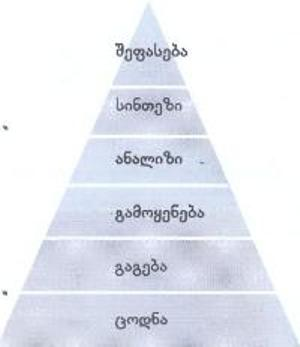 შეფასება
სინთეზი
ანალიზი
გამოყენება
გაგება
ცოდნა